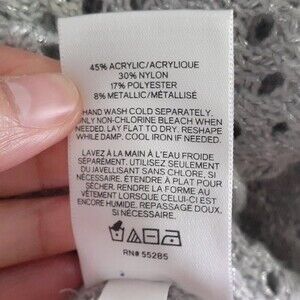 45% ACRYLIC/ACRYLIQUE
30% NYLON
17% POLYESTER
8% METALLIC/MÉTALLISÉ
HAND WASH COLD SEPARATELY.
ONLY NON-CHLORINE BLEACH WHEN
NEEDED. LAY FLAT TO DRY. RESHAPE
WHILE DAMP. COOL IRON IF NEEDED.
LAVEZ À LA MAIN À L'EAU FROIDE
SÉPARÉMENT. UTILISEZ SEULEMENT
DU JAVELLISANT SANS CHLORE, SI
NÉCESSAIRE. ÉTENDRE À PLAT POUR
SÉCHER. RENDRE LA FORME AU
VÊTEMENT LORSQUE CELUI-CI EST
ENCORE HUMIDE. REPASSAGE DOUX,
SI NÉCESSAIRE.
RN# 55285